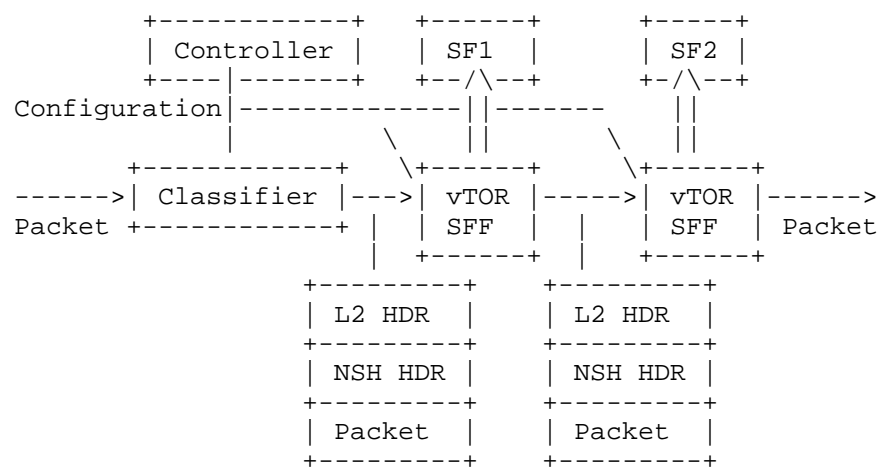 Controller SF1 SF2
Configuration
Classifier vTOR vTOR
Packet SFF SFF Packet
L2 HDR L2 HDR
NSH HDR NSH HDR
Packet Packet